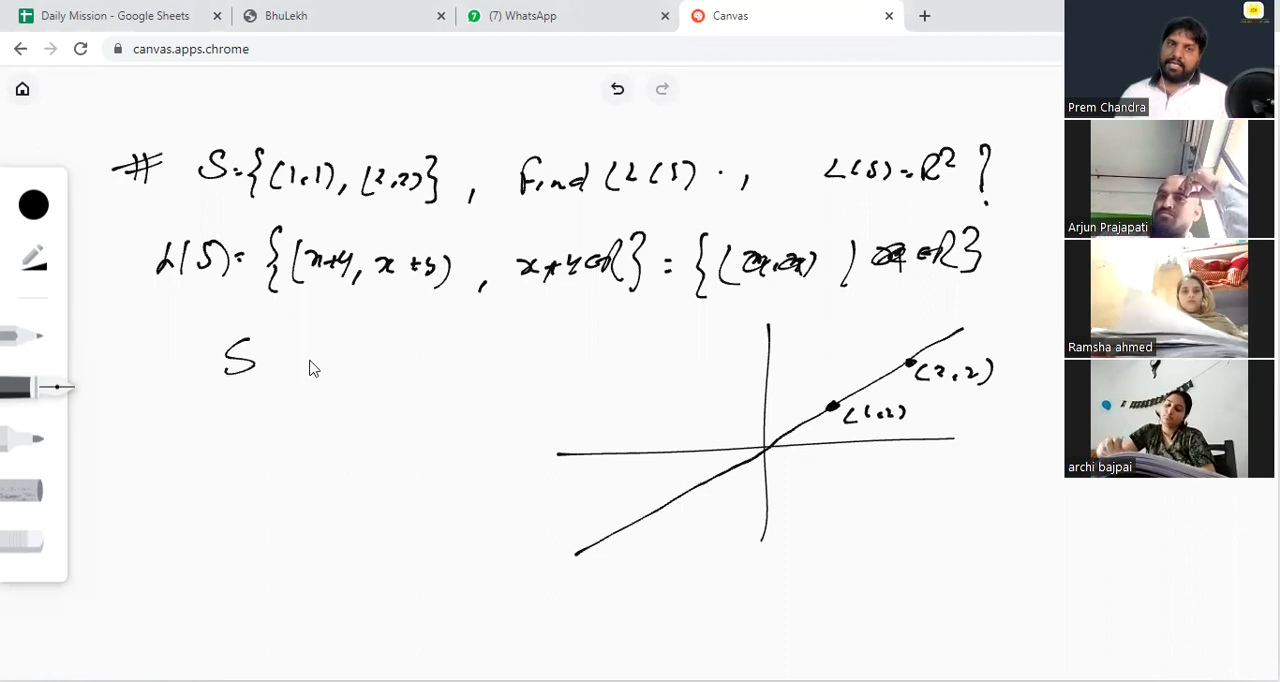 Daily Mission - Google Sheets
BhuLekh
(7) WhatsApp
Canvas
canvas.apps.chrome
# S={(1,1), (2,2)}, Find L(S)., L(S)=R² ?
L(S)= {(x+y, x+y), x+y∈R} = {( ) | ∈R}
S
(2,2)
(1,2)
Prem Chandra
Arjun Prajapati
Ramsha ahmed
archi bajpai